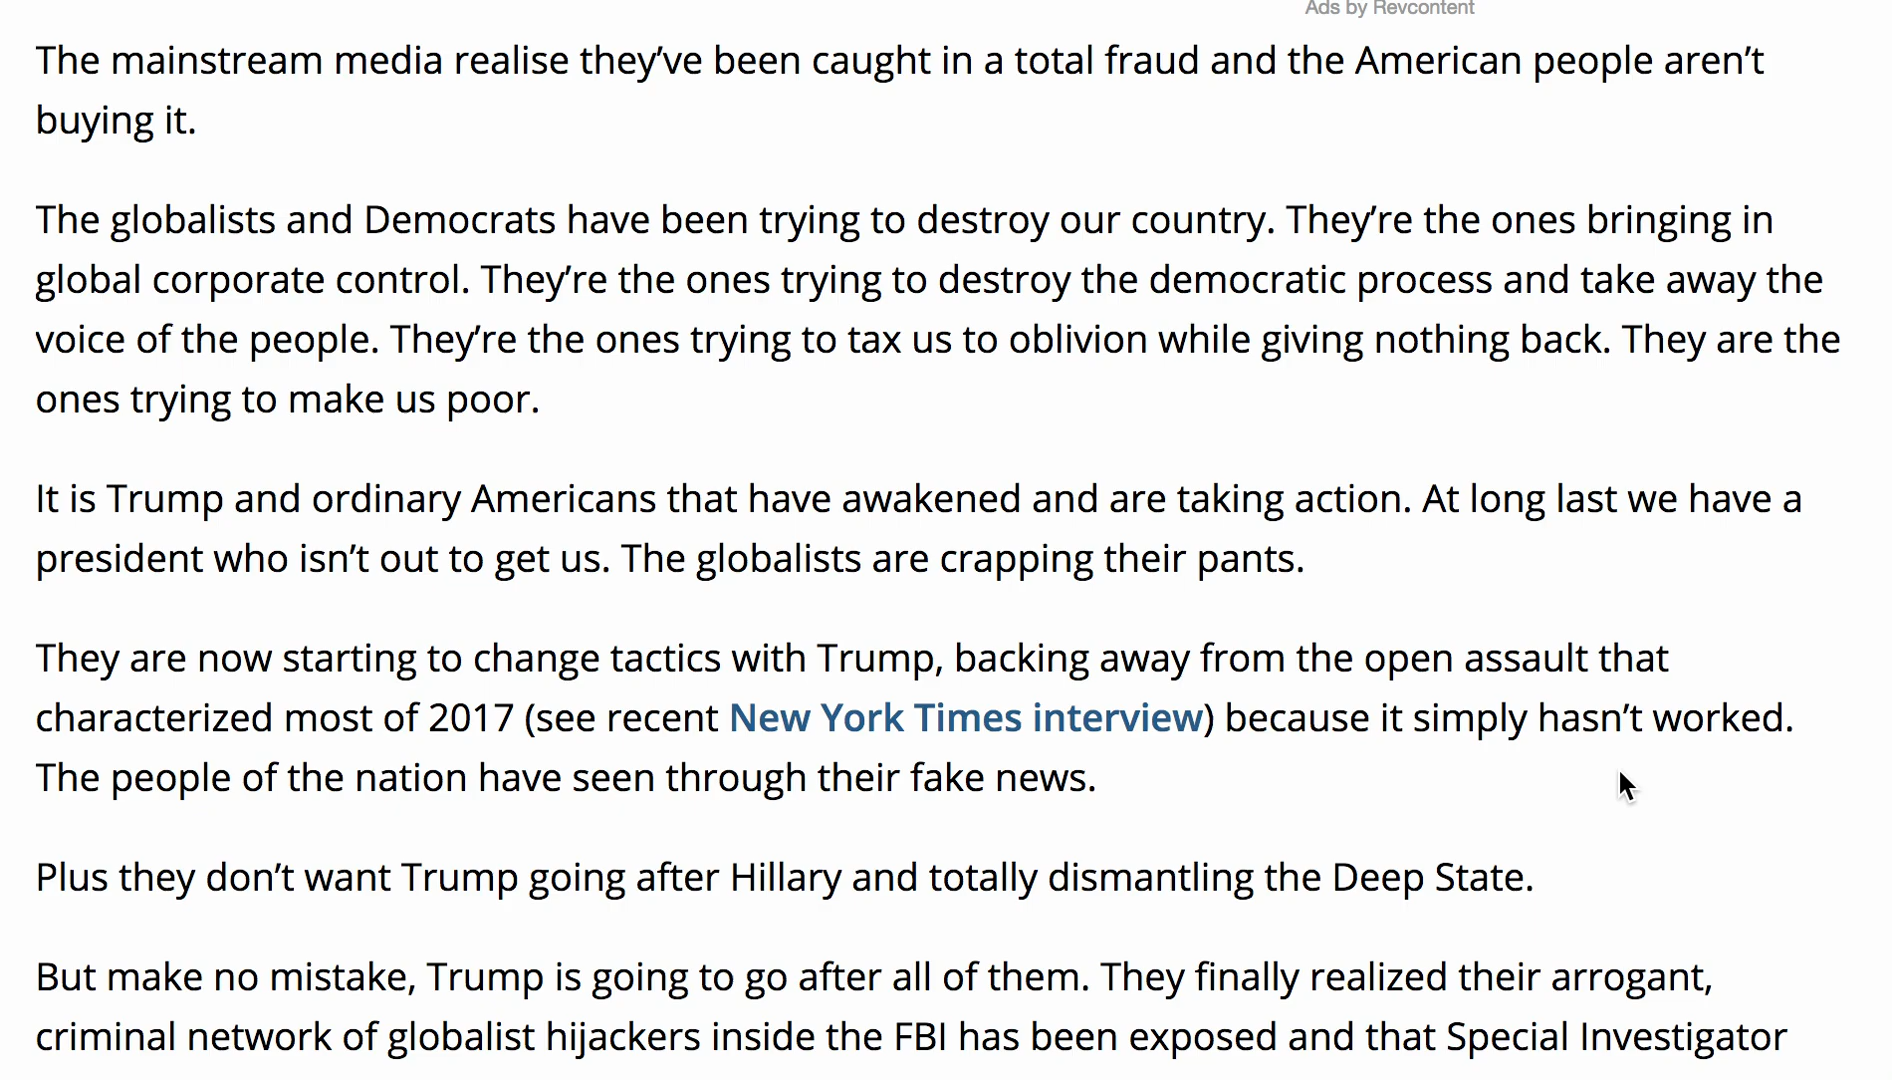 Ads by Revcontent
The mainstream media realise they’ve been caught in a total fraud and the American people aren’t
buying it.
The globalists and Democrats have been trying to destroy our country. They’re the ones bringing in
global corporate control. They’re the ones trying to destroy the democratic process and take away the
voice of the people. They’re the ones trying to tax us to oblivion while giving nothing back. They are the
ones trying to make us poor.
It is Trump and ordinary Americans that have awakened and are taking action. At long last we have a
president who isn’t out to get us. The globalists are crapping their pants.
They are now starting to change tactics with Trump, backing away from the open assault that
characterized most of 2017 (see recent New York Times interview) because it simply hasn’t worked.
The people of the nation have seen through their fake news.
Plus they don’t want Trump going after Hillary and totally dismantling the Deep State.
But make no mistake, Trump is going to go after all of them. They finally realized their arrogant,
criminal network of globalist hijackers inside the FBI has been exposed and that Special Investigator